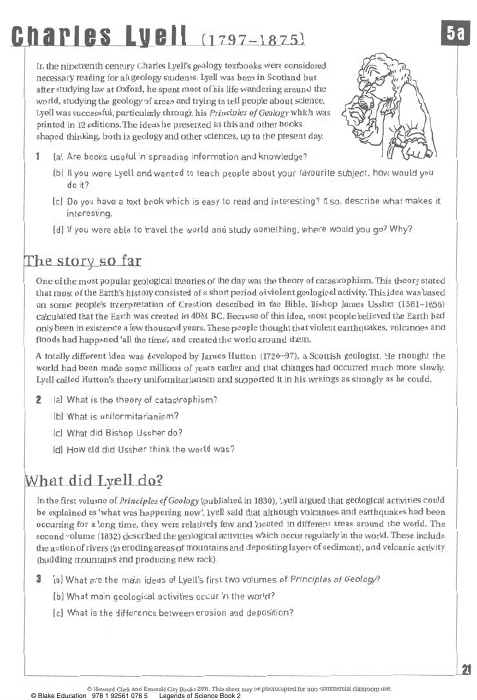 Charles Lyell (1797–1875)
5a
In the nineteenth century Charles Lyell's geology textbooks were considered
necessary reading for all geology students. Lyell was born in Scotland but
after studying law at Oxford, he spent most of his life wandering around the
world, studying the geology of areas and trying to tell people about science.
Lyell was successful, particularly through his Principles of Geology which was
printed in 12 editions. The ideas he presented in this and other books
shaped thinking, both in geology and other sciences, up to the present day.
1 (a) Are books useful in spreading information and knowledge?
(b) If you were Lyell and wanted to teach people about your favourite subject, how would you
do it?
(c) Do you have a text book which is easy to read and interesting? If so, describe what makes it
interesting.
(d) If you were able to travel the world and study something, where would you go? Why?
The story so far
One of the most popular geological theories of the day was the theory of catastrophism. This theory stated
that most of the Earth's history consisted of a short period of violent geological activity. This idea was based
on some people's interpretation of Creation described in the Bible. Bishop James Ussher (1581–1656)
calculated that the Earth was created in 4004 BC. Because of this idea, most people believed the Earth had
only been in existence a few thousand years. These people thought that violent earthquakes, volcanoes and
floods had happened 'all the time', and created the world around them.
A totally different idea was developed by James Hutton (1726–97), a Scottish geologist. He thought the
world had been made some millions of years earlier and that changes had occurred much more slowly.
Lyell called Hutton's theory uniformitarianism and supported it in his writings as strongly as he could.
2 (a) What is the theory of catastrophism?
(b) What is uniformitarianism?
(c) What did Bishop Ussher do?
(d) How old did Ussher think the world was?
What did Lyell do?
In the first volume of Principles of Geology (published in 1830), Lyell argued that geological activities could
be explained as 'what was happening now'. Lyell said that although volcanoes and earthquakes had been
occurring for a long time, they were relatively few and located in different areas around the world. The
second volume (1832) described the geological activities which occur regularly in the world. These include
the action of rivers (in eroding areas of mountains and depositing layers of sediment), and volcanic activity
(building mountains and producing new rock).
3 (a) What are the main ideas of Lyell's first two volumes of Principles of Geology?
(b) What main geological activities occur in the world?
(c) What is the difference between erosion and deposition?
21
© Howard Clark and Emerald City Books 2001. This sheet may be photocopied for non-commercial classroom use.
© Blake Education 978 1 92561 076 5 Legends of Science Book 2